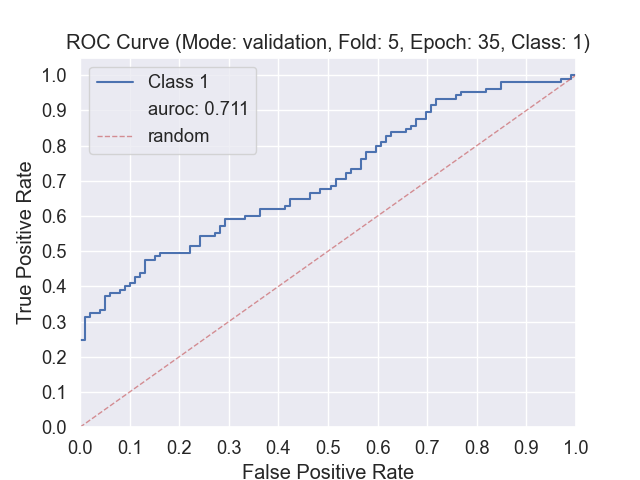 ROC Curve (Mode: validation, Fold: 5, Epoch: 35, Class: 1)
Class 1
auroc: 0.711
random
True Positive Rate
1.0
0.9
0.8
0.7
0.6
0.5
0.4
0.3
0.2
0.1
0.0
0.0 0.1 0.2 0.3 0.4 0.5 0.6 0.7 0.8 0.9 1.0
False Positive Rate